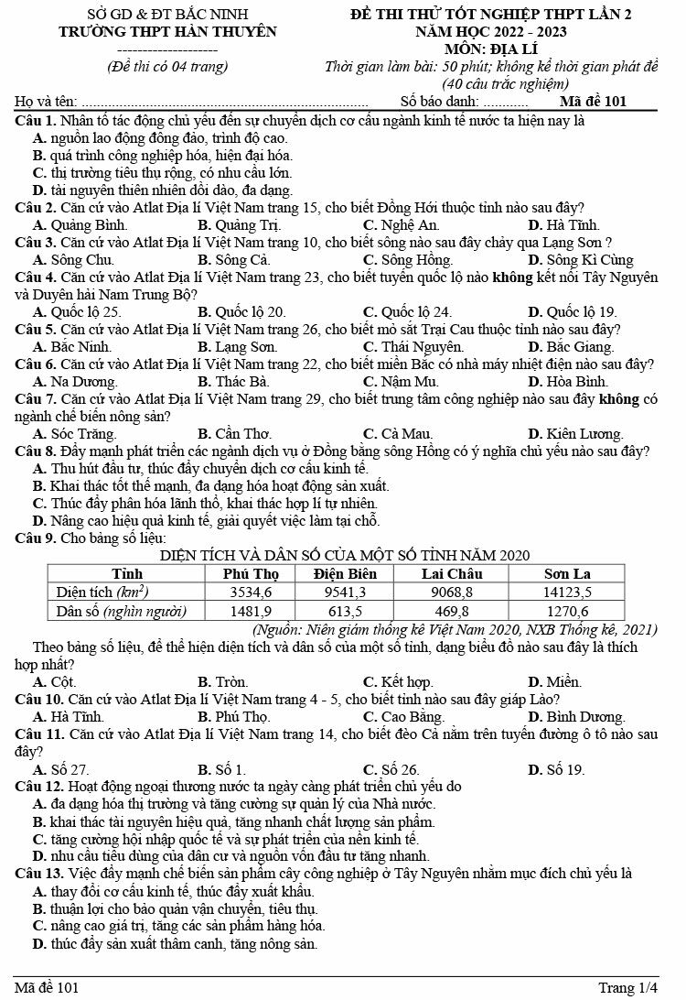 SỞ GD & ĐT BẮC NINH
TRƯỜNG THPT HÀN THUYÊN
--------------------
(Đề thi có 04 trang)
ĐỀ THI THỬ TỐT NGHIỆP THPT LẦN 2
NĂM HỌC 2022 - 2023
MÔN: ĐỊA LÍ
Thời gian làm bài: 50 phút; không kể thời gian phát đề
(40 câu trắc nghiệm)
Họ và tên: ............................................................... Số báo danh: ............ Mã đề 101
Câu 1. Nhân tố tác động chủ yếu đến sự chuyển dịch cơ cấu ngành kinh tế nước ta hiện nay là
A. nguồn lao động đông đảo, trình độ cao.
B. quá trình công nghiệp hóa, hiện đại hóa.
C. thị trường tiêu thụ rộng, có nhu cầu lớn.
D. tài nguyên thiên nhiên dồi dào, đa dạng.
Câu 2. Căn cứ vào Atlat Địa lí Việt Nam trang 15, cho biết Đồng Hới thuộc tỉnh nào sau đây?
A. Quảng Bình. B. Quảng Trị. C. Nghệ An. D. Hà Tĩnh.
Câu 3. Căn cứ vào Atlat Địa lí Việt Nam trang 10, cho biết sông nào sau đây chảy qua Lạng Sơn ?
A. Sông Chu. B. Sông Cả. C. Sông Hồng. D. Sông Kì Cùng
Câu 4. Căn cứ vào Atlat Địa lí Việt Nam trang 23, cho biết tuyến quốc lộ nào không kết nối Tây Nguyên
và Duyên hải Nam Trung Bộ?
A. Quốc lộ 25. B. Quốc lộ 20. C. Quốc lộ 24. D. Quốc lộ 19.
Câu 5. Căn cứ vào Atlat Địa lí Việt Nam trang 26, cho biết mỏ sắt Trại Cau thuộc tỉnh nào sau đây?
A. Bắc Ninh. B. Lạng Sơn. C. Thái Nguyên. D. Bắc Giang.
Câu 6. Căn cứ vào Atlat Địa lí Việt Nam trang 22, cho biết miền Bắc có nhà máy nhiệt điện nào sau đây?
A. Na Dương. B. Thác Bà. C. Nậm Mu. D. Hòa Bình.
Câu 7. Căn cứ vào Atlat Địa lí Việt Nam trang 29, cho biết trung tâm công nghiệp nào sau đây không có
ngành chế biến nông sản?
A. Sóc Trăng. B. Cần Thơ. C. Cà Mau. D. Kiên Lương.
Câu 8. Đẩy mạnh phát triển các ngành dịch vụ ở Đồng bằng sông Hồng có ý nghĩa chủ yếu nào sau đây?
A. Thu hút đầu tư, thúc đẩy chuyển dịch cơ cấu kinh tế.
B. Khai thác tốt thế mạnh, đa dạng hóa hoạt động sản xuất.
C. Thúc đẩy phân hóa lãnh thổ, khai thác hợp lí tự nhiên.
D. Nâng cao hiệu quả kinh tế, giải quyết việc làm tại chỗ.
Câu 9. Cho bảng số liệu:
DIỆN TÍCH VÀ DÂN SỐ CỦA MỘT SỐ TỈNH NĂM 2020
Tỉnh Phú Thọ Điện Biên Lai Châu Sơn La
Diện tích (km²) 3534,6 9541,3 9068,8 14123,5
Dân số (nghìn người) 1481,9 613,5 469,8 1270,6
(Nguồn: Niên giám thống kê Việt Nam 2020, NXB Thống kê, 2021)
Theo bảng số liệu, để thể hiện diện tích và dân số của một số tỉnh, dạng biểu đồ nào sau đây là thích
hợp nhất?
A. Cột. B. Tròn. C. Kết hợp. D. Miền.
Câu 10. Căn cứ vào Atlat Địa lí Việt Nam trang 4 - 5, cho biết tỉnh nào sau đây giáp Lào?
A. Hà Tĩnh. B. Phú Thọ. C. Cao Bằng. D. Bình Dương.
Câu 11. Căn cứ vào Atlat Địa lí Việt Nam trang 14, cho biết đèo Cả nằm trên tuyến đường ô tô nào sau
đây?
A. Số 27. B. Số 1. C. Số 26. D. Số 19.
Câu 12. Hoạt động ngoại thương nước ta ngày càng phát triển chủ yếu do
A. đa dạng hóa thị trường và tăng cường sự quản lý của Nhà nước.
B. khai thác tài nguyên hiệu quả, tăng nhanh chất lượng sản phẩm.
C. tăng cường hội nhập quốc tế và sự phát triển của nền kinh tế.
D. nhu cầu tiêu dùng của dân cư và nguồn vốn đầu tư tăng nhanh.
Câu 13. Việc đẩy mạnh chế biến sản phẩm cây công nghiệp ở Tây Nguyên nhằm mục đích chủ yếu là
A. thay đổi cơ cấu kinh tế, thúc đẩy xuất khẩu.
B. thuận lợi cho bảo quản vận chuyển, tiêu thụ.
C. nâng cao giá trị, tăng các sản phẩm hàng hóa.
D. thúc đẩy sản xuất thâm canh, tăng nông sản.
Mã đề 101 Trang 1/4